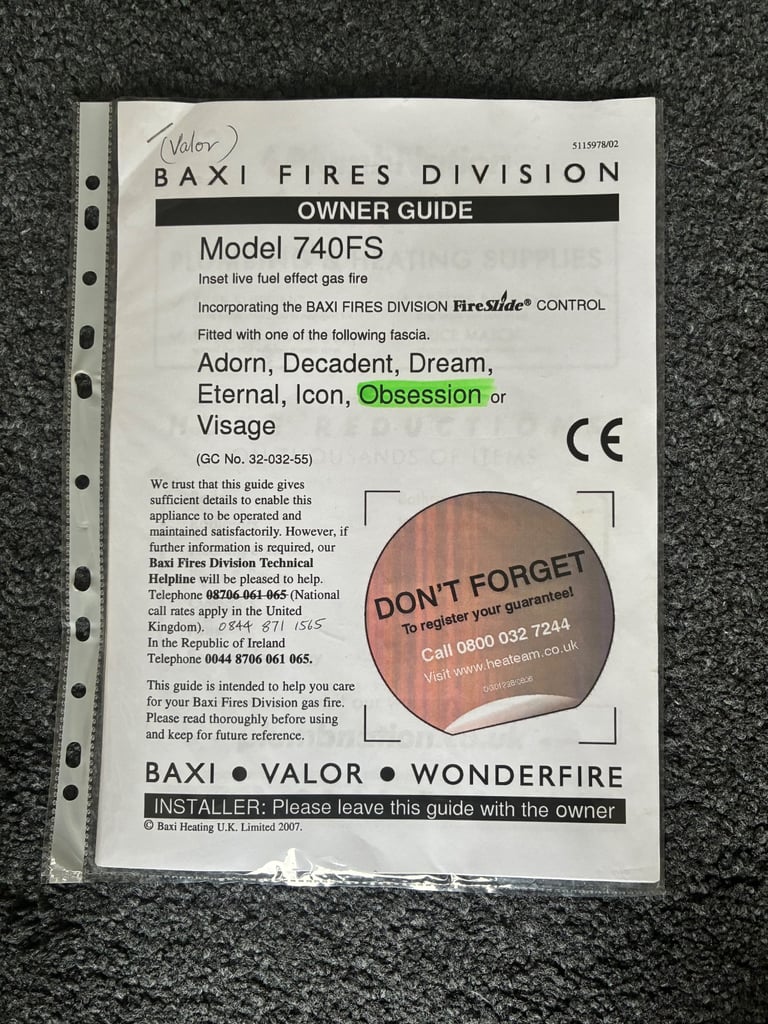 (Valor)
5115978/02
BAXI FIRES DIVISION
OWNER GUIDE
Model 740FS
Inset live fuel effect gas fire
Incorporating the BAXI FIRES DIVISION FireSlide® CONTROL
Fitted with one of the following fascia.
Adorn, Decadent, Dream,
Eternal, Icon, Obsession or
Visage
(GC No. 32-032-55)
CE
We trust that this guide gives
sufficient details to enable this
appliance to be operated and
maintained satisfactorily. However, if
further information is required, our
Baxi Fires Division Technical
Helpline will be pleased to help.
Telephone 08706 061 065 (National
call rates apply in the United
Kingdom). 0844 871 1565
In the Republic of Ireland
Telephone 0044 8706 061 065.
This guide is intended to help you care
for your Baxi Fires Division gas fire.
Please read thoroughly before using
and keep for future reference.
DON'T FORGET
To register your guarantee!
Call 0800 032 7244
Visit www.heateam.co.uk
BAXI ● VALOR ● WONDERFIRE
INSTALLER: Please leave this guide with the owner
© Baxi Heating U.K. Limited 2007.